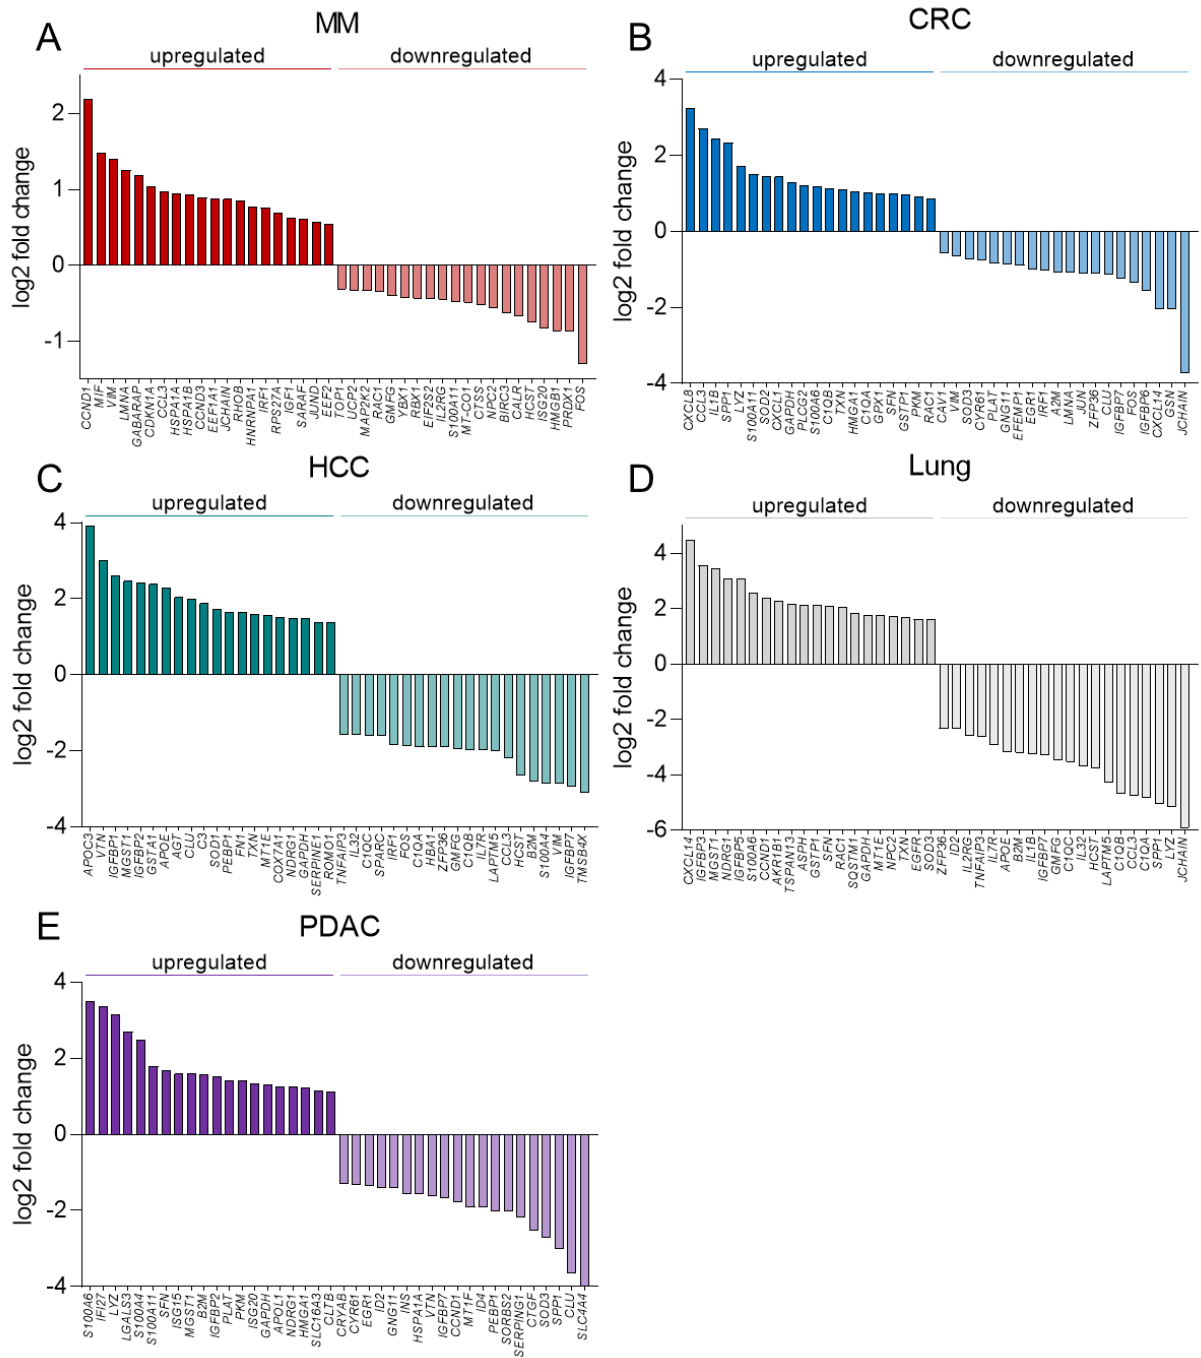 A
MM
upregulated
downregulated
log2 fold change
2
1
0
-1
CCND1
MIF
VIM
LMNA
GABARAP
CDKN1A
CCL3
HSPA1A
HSPA1B
CCND3
EEF1A1
JCHAIN
RHOB
HNRNPA1
IRF1
RPS27A
IGF1
SARAF
JUND
EEF2
TOP1
UCP2
MAP2K2
RAC1
GMFG
YBX1
RBX1
EIF2S2
IL2RG
S100A11
MT-CO1
CTSS
NPC2
BIRC3
CALR
HCST
ISG20
HMGB1
PRDX1
FOS
B
CRC
upregulated
downregulated
log2 fold change
4
2
0
-2
-4
CXCL8
CCL3
IL1B
SPP1
LYZ
S100A11
SOD2
CXCL1
GAPDH
PLCG2
S100A6
C1QB
TXN
HMGA1
C1QA
GPX1
SFN
GSTP1
PKM
RAC1
CAV1
VIM
SOD3
CYR61
PLAT
GNG11
EFEMP1
EGR1
IRF1
A2M
LMNA
JUN
ZFP36
CLU
IGFBP7
FOS
IGFBP6
CXCL14
GSN
JCHAIN
C
HCC
upregulated
downregulated
log2 fold change
4
2
0
-2
-4
APOC3
VTN
IGFBP1
MGST1
IGFBP2
GSTA1
APOE
AGT
CLU
C3
SOD1
PEBP1
FN1
TXN
MT1E
COX7A1
NDRG1
GAPDH
SERPINE1
ROMO1
TNFAIP3
IL32
C1QC
SPARC
IRF1
FOS
C1QA
HBA1
ZFP36
GMFG
C1QB
IL7R
LAPTM5
CCL3
HCST
B2M
S100A4
VIM
IGFBP7
TMSB4X
D
Lung
upregulated
downregulated
log2 fold change
4
2
0
-2
-4
-6
CXCL14
IGFBP3
MGST1
NDRG1
IGFBP5
S100A6
CCND1
AKR1B1
TSPAN13
ASPH
GSTP1
SFN
RAC1
SQSTM1
GAPDH
MT1E
NPC2
TXN
EGFR
SOD3
ZFP36
ID2
IL2RG
TNFAIP3
IL7R
APOE
B2M
IL1B
IGFBP7
GMFG
C1QC
IL32
HCST
LAPTM5
C1QB
CCL3
C1QA
SPP1
LYZ
JCHAIN
E
PDAC
upregulated
downregulated
log2 fold change
4
2
0
-2
-4
S100A6
IFI27
LYZ
LGALS3
S100A4
S100A11
SFN
ISG15
MGST1
B2M
IGFBP2
PLAT
PKM
ISG20
GAPDH
APOL1
NDRG1
HMGA1
SLC16A3
CLTB
CRYAB
CYR61
EGR1
ID2
GNG11
INS
HSPA1A
VTN
IGFBP7
CCND1
MT1F
ID4
PEBP1
SORBS2
SERPING1
CTGF
SOD3
SPP1
CLU
SLC4A4